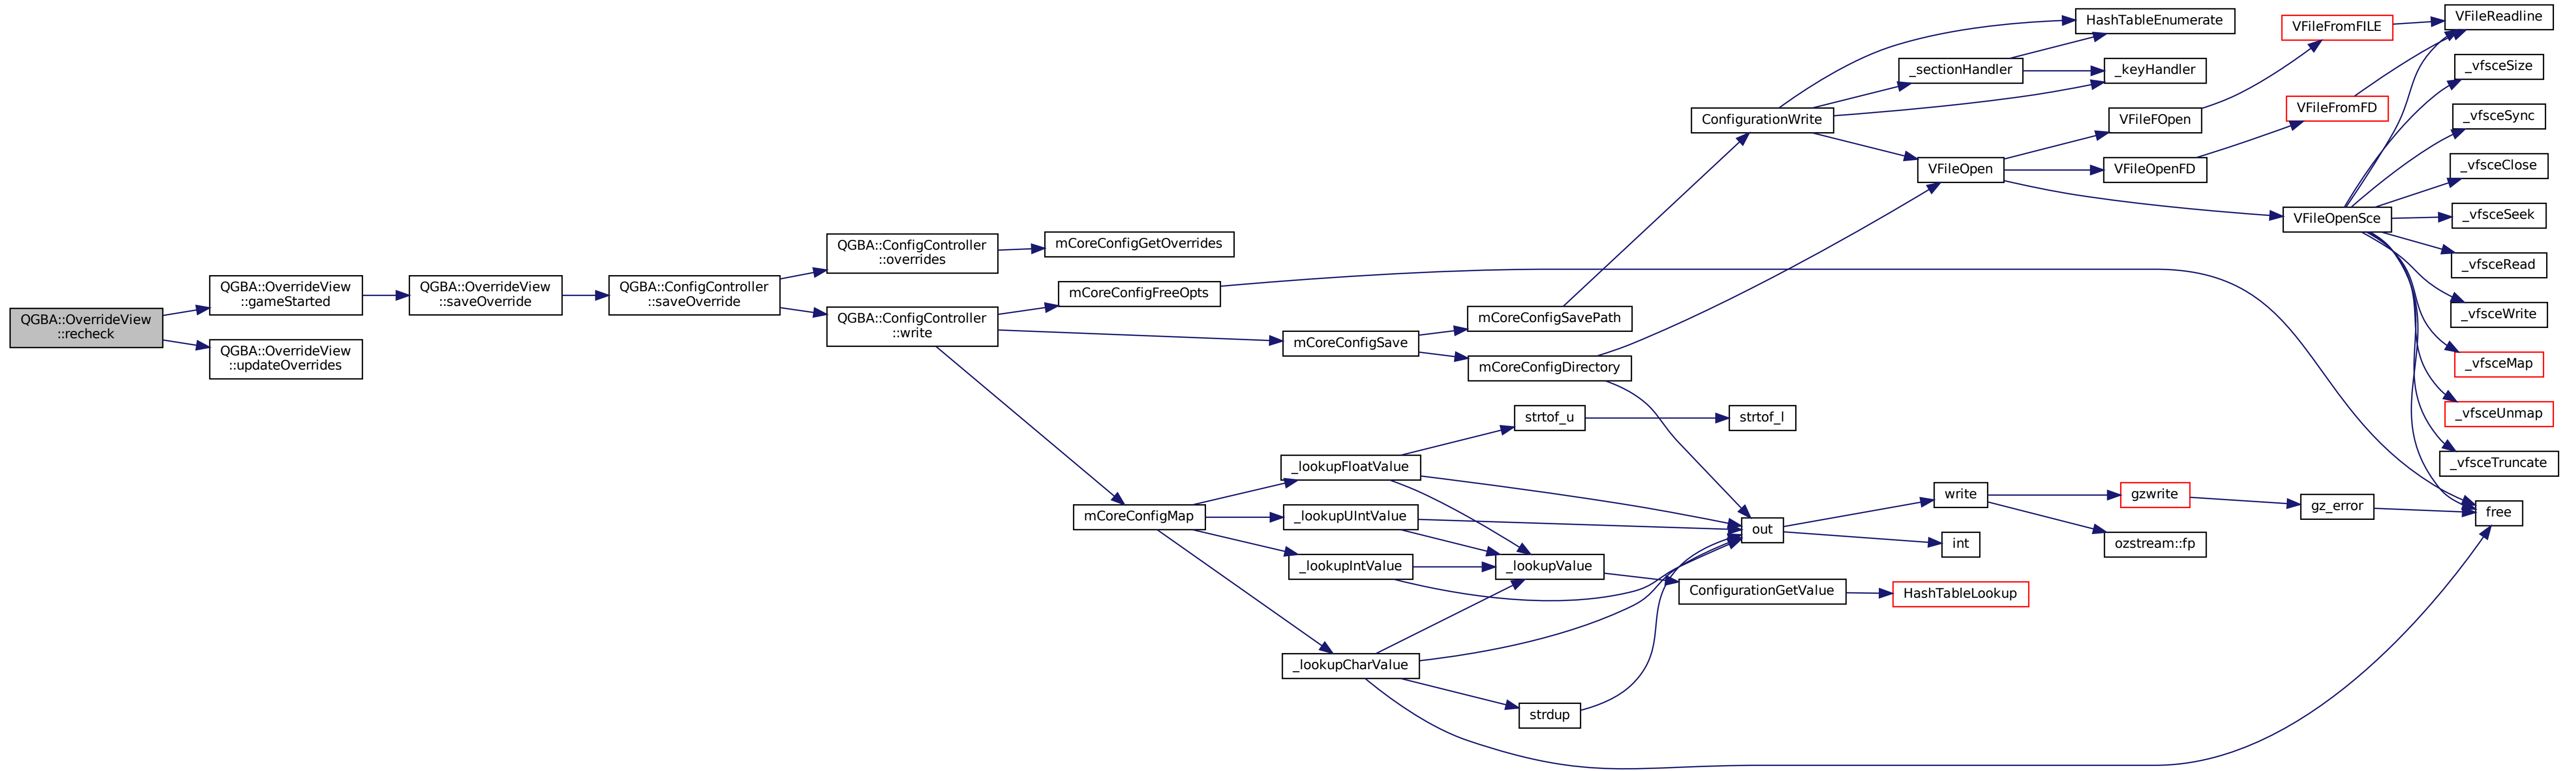 QGBA::OverrideView
::recheck
QGBA::OverrideView
::gameStarted
QGBA::OverrideView
::updateOverrides
QGBA::OverrideView
::saveOverride
QGBA::ConfigController
::saveOverride
QGBA::ConfigController
::overrides
QGBA::ConfigController
::write
mCoreConfigGetOverrides
mCoreConfigFreeOpts
mCoreConfigMap
mCoreConfigSave
_lookupFloatValue
_lookupUIntValue
_lookupIntValue
_lookupCharValue
mCoreConfigSavePath
mCoreConfigDirectory
strtof_u
_lookupValue
strdup
ConfigurationWrite
strtof_l
out
ConfigurationGetValue
_sectionHandler
VFileOpen
write
int
HashTableLookup
HashTableEnumerate
_keyHandler
VFileFOpen
VFileOpenFD
gzwrite
ozstream::fp
VFileFromFILE
VFileFromFD
VFileOpenSce
gz_error
VFileReadline
_vfsceSize
_vfsceSync
_vfsceClose
_vfsceSeek
_vfsceRead
_vfsceWrite
_vfsceMap
_vfsceUnmap
_vfsceTruncate
free